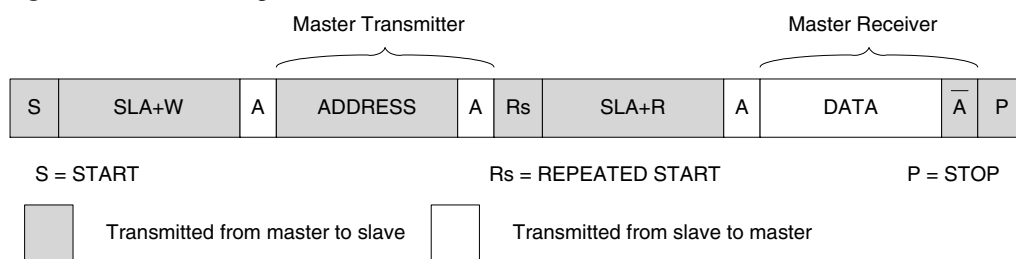 Master Transmitter Master Receiver
S SLA+W A ADDRESS A Rs SLA+R A DATA A̅ P
S = START Rs = REPEATED START P = STOP
Transmitted from master to slave Transmitted from slave to master